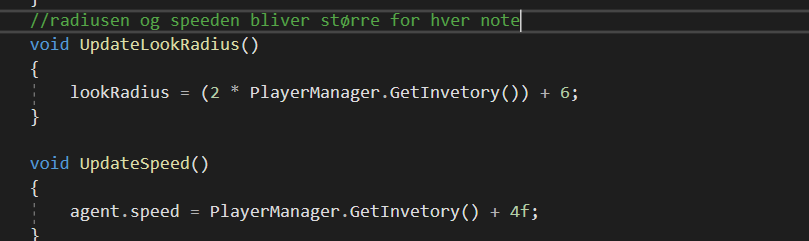 }
//radiusen og speeden bliver større for hver note
void UpdateLookRadius()
{
lookRadius = (2 * PlayerManager.GetInvetory()) + 6;
}
void UpdateSpeed()
{
agent.speed = PlayerManager.GetInvetory() + 4f;
}